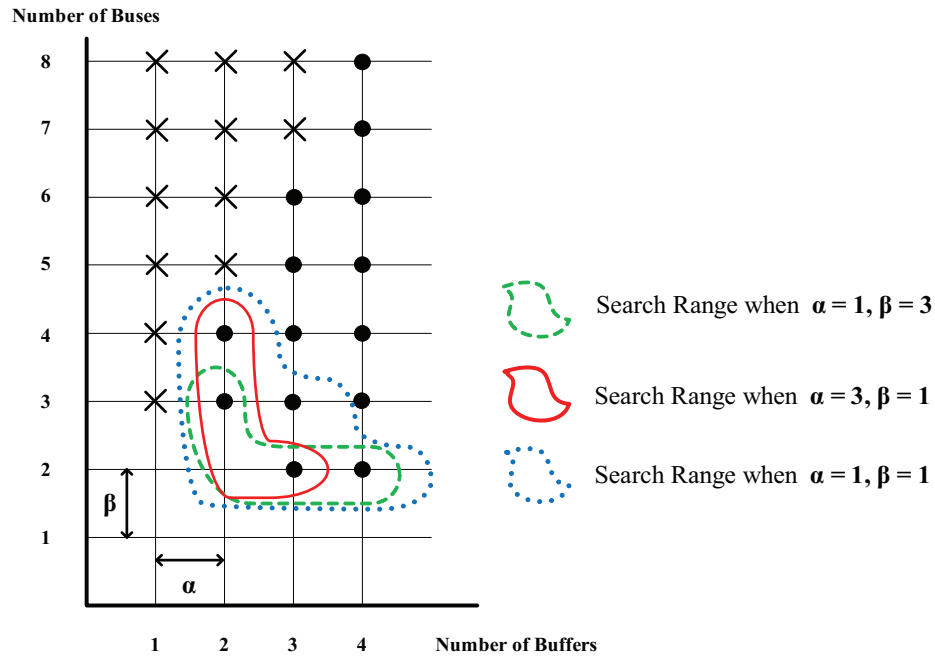 Number of Buses
8
7
6
5
4
3
2
1
β
α
1 2 3 4 Number of Buffers
Search Range when α = 1, β = 3
Search Range when α = 3, β = 1
Search Range when α = 1, β = 1